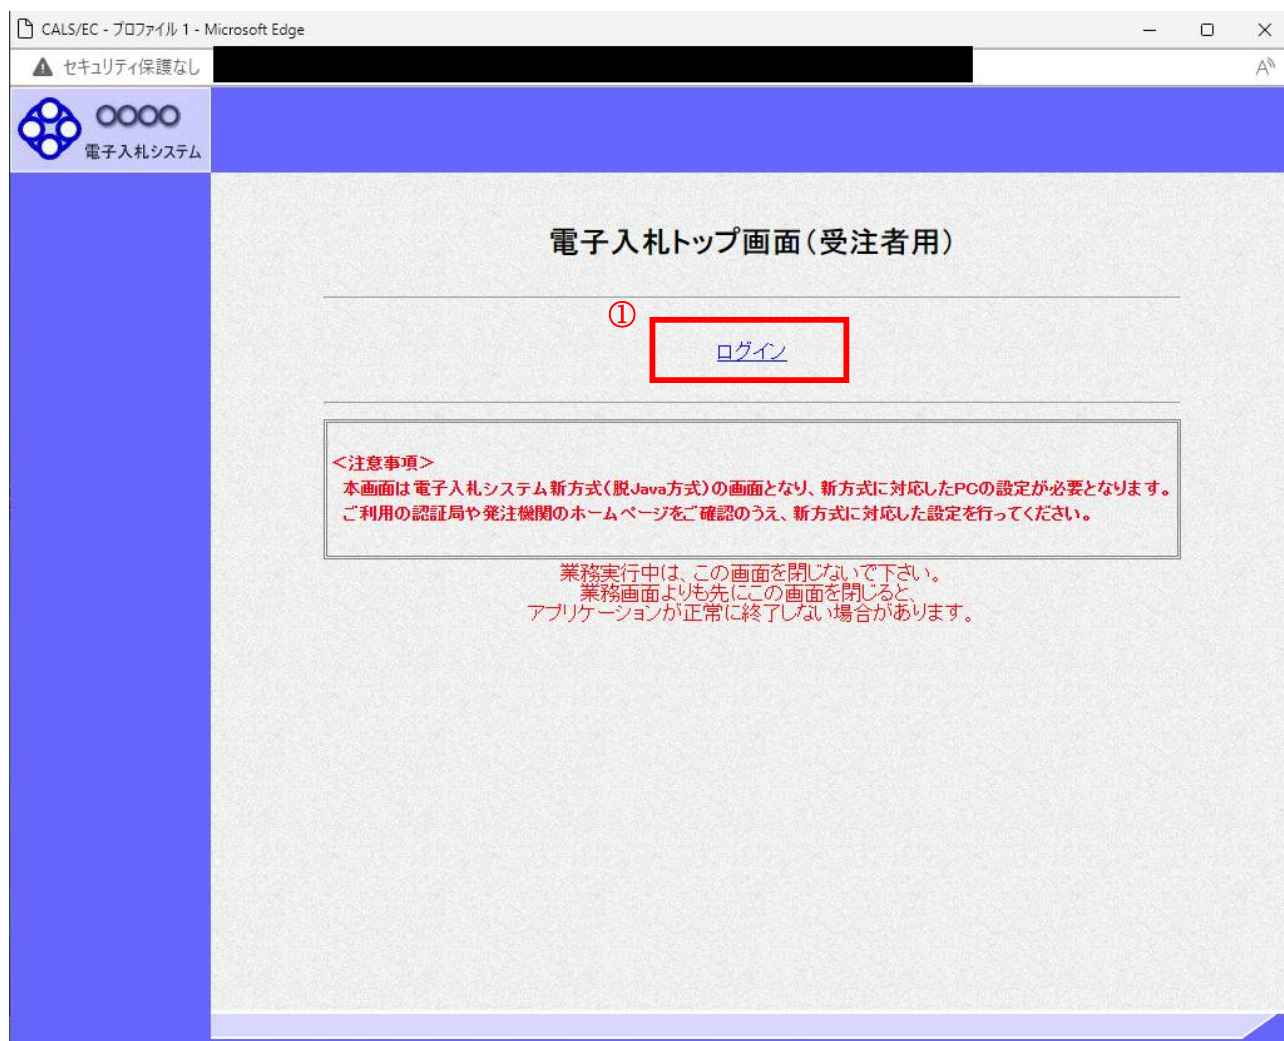 CALS/EC - プロファイル 1 - Microsoft Edge
セキュリティ保護なし
〇〇〇〇
電子入札システム
電子入札トップ画面(受注者用)
①
ログイン
<注意事項>
本画面は電子入札システム新方式(脱Java方式)の画面となり、新方式に対応したPCの設定が必要となります。
ご利用の認証局や発注機関のホームページをご確認のうえ、新方式に対応した設定を行ってください。
業務実行中は、この画面を閉じないで下さい。
業務画面よりも先にこの画面を閉じると、
アプリケーションが正常に終了しない場合があります。